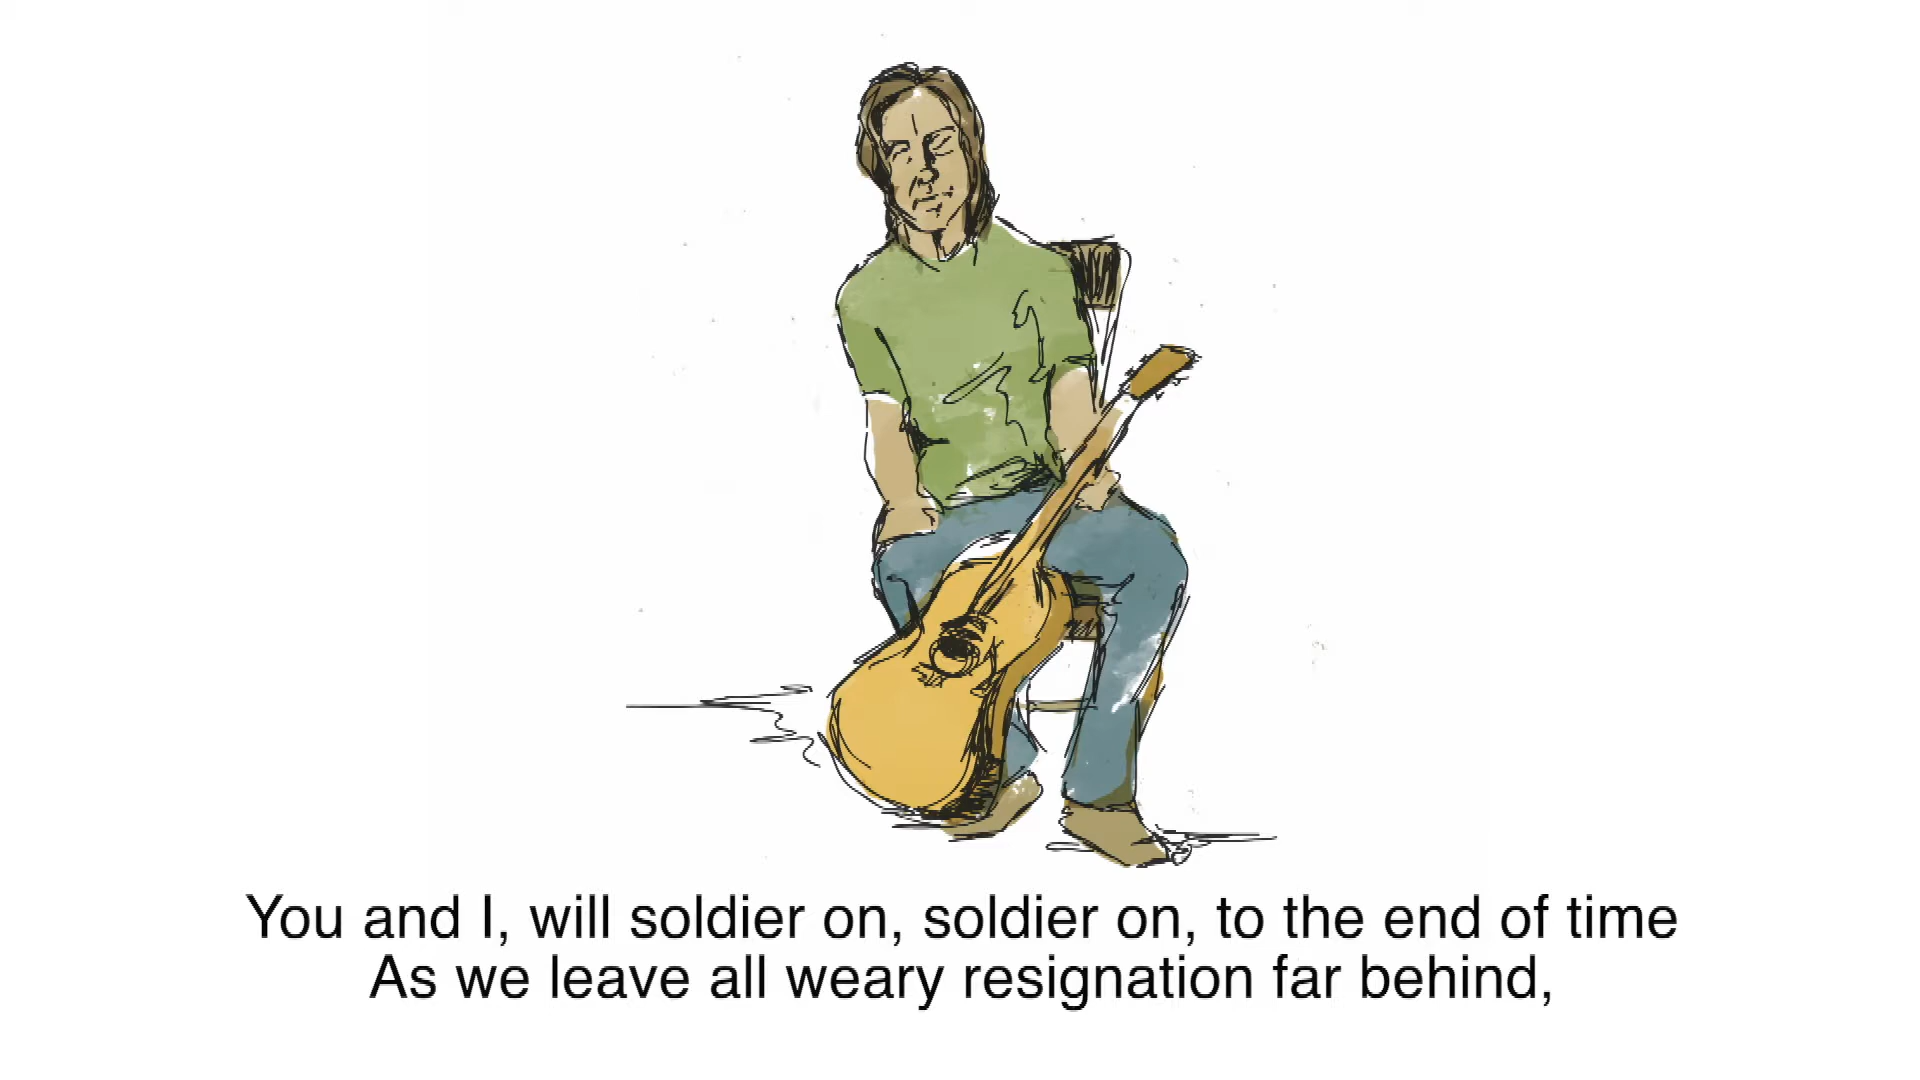 You and I, will soldier on, soldier on, to the end of time
As we leave all weary resignation far behind,